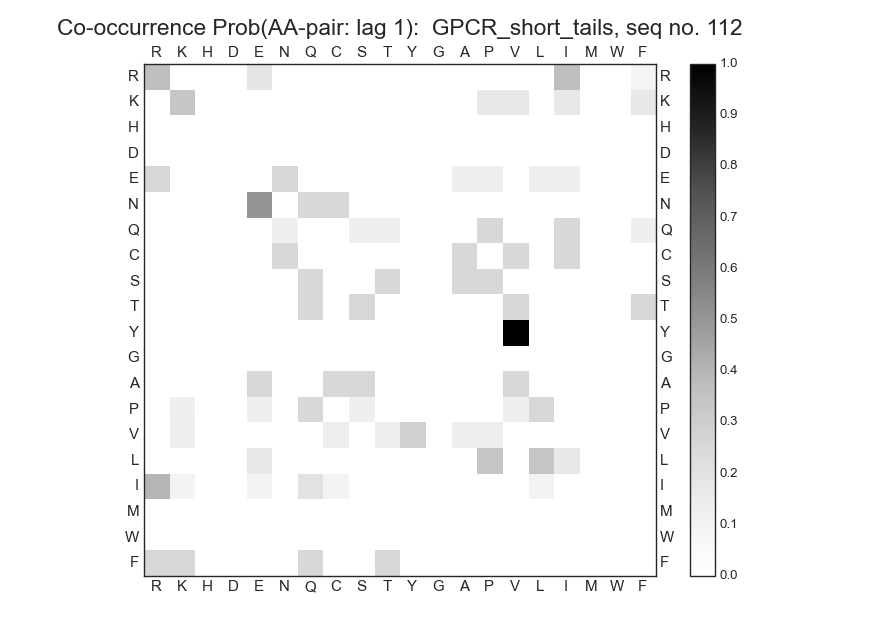 Co-occurrence Prob(AA-pair: lag 1):  GPCR_short_tails, seq no. 112
R K H D E N Q C S T Y G A P V L I M W F
1.0
R R
0.9
K K
H H
0.8
D D
E E
0.7
N N
Q Q
0.6
C C
S S
0.5
T T
Y Y
0.4
G G
A A
0.3
P P
V V
0.2
L L
I I
0.1
M M
W W
F F
0.0
R K H D E N Q C S T Y G A P V L I M W F